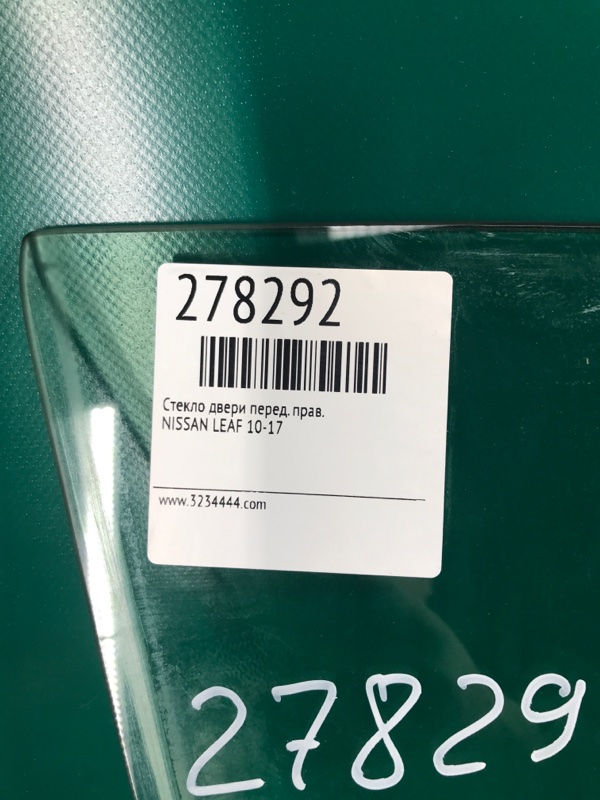 278292
Стекло двери перед. прав.
NISSAN LEAF 10-17
www.3234444.com
27829